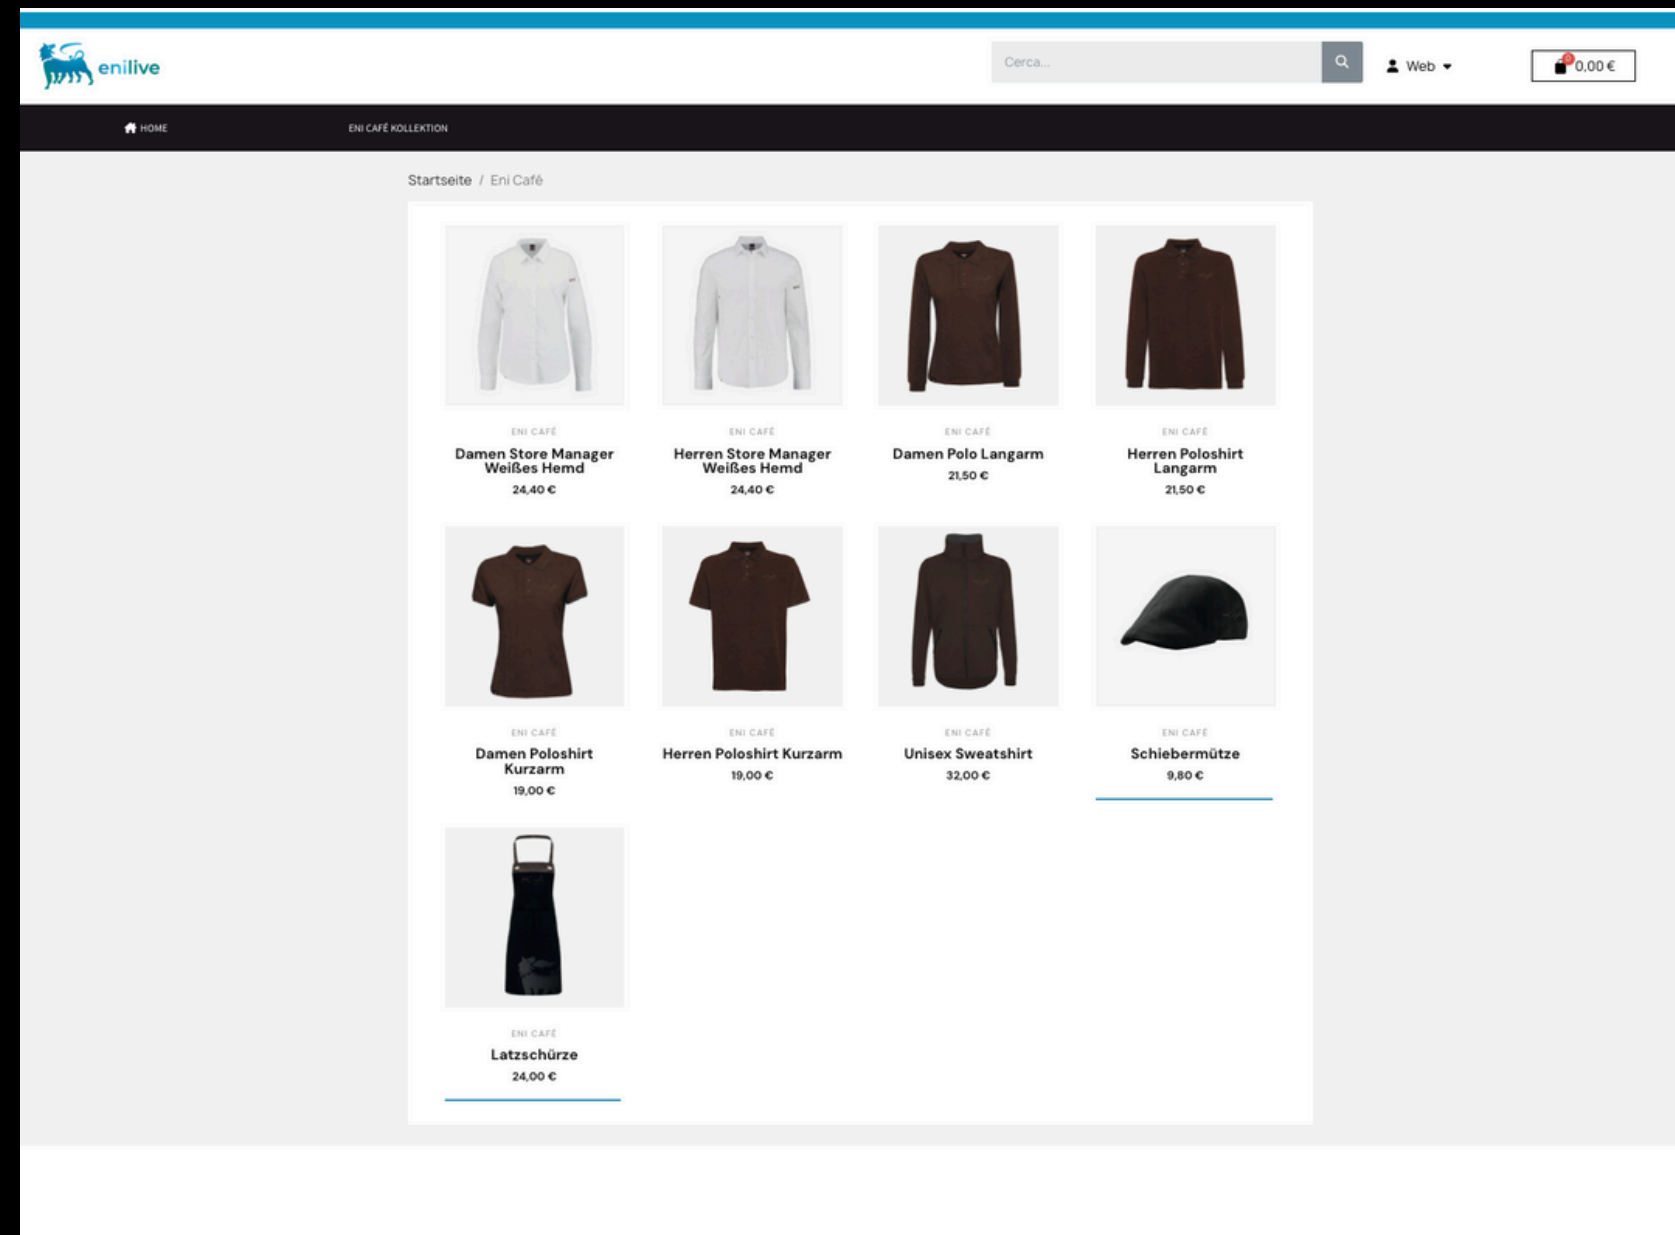 enilive
Cerca...
Web
0
0,00 €
HOME
ENI CAFÉ KOLLEKTION
Startseite / Eni Café
ENI CAFÉ
Damen Store Manager
Weißes Hemd
24,40 €
ENI CAFÉ
Herren Store Manager
Weißes Hemd
24,40 €
ENI CAFÉ
Damen Polo Langarm
21,50 €
ENI CAFÉ
Herren Poloshirt
Langarm
21,50 €
ENI CAFÉ
Damen Poloshirt
Kurzarm
19,00 €
ENI CAFÉ
Herren Poloshirt Kurzarm
19,00 €
ENI CAFÉ
Unisex Sweatshirt
32,00 €
ENI CAFÉ
Schiebermütze
9,80 €
ENI CAFÉ
Latzschürze
24,00 €